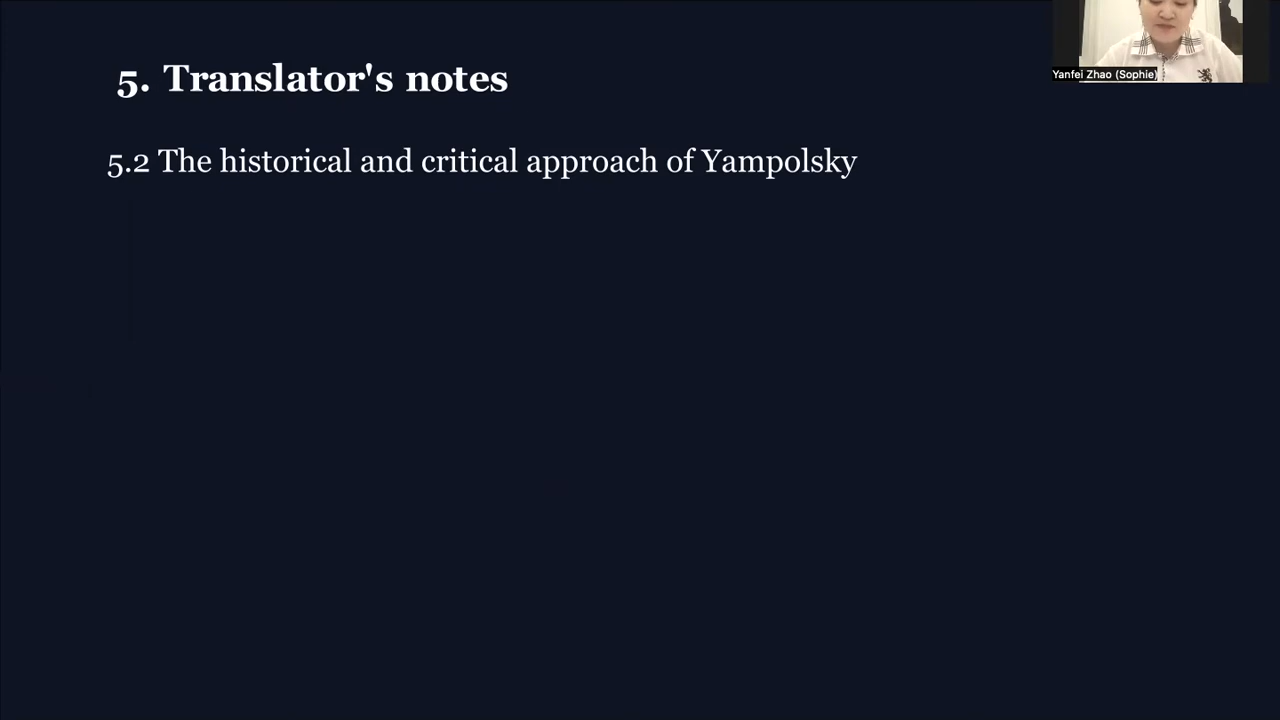 5. Translator's notes
5.2 The historical and critical approach of Yampolsky
Yanfei Zhao (Sophie)